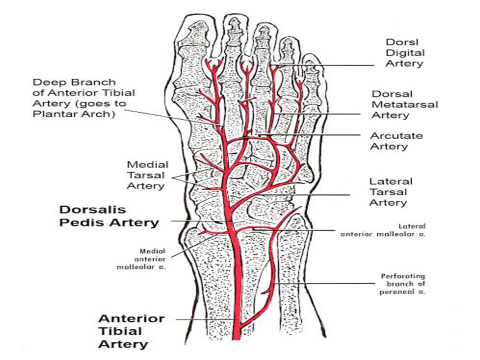 Dorsl
Digital
Artery
Deep Branch
of Anterior Tibial
Artery (goes to
Plantar Arch)
Dorsal
Metatarsal
Artery
Arcutate
Artery
Medial
Tarsal
Artery
Lateral
Tarsal
Artery
Dorsalis
Pedis Artery
Lateral
anterior malleolar a.
Medial
anterior
malleolar a.
Perforating
branch of
peroneal a.
Anterior
Tibial
Artery